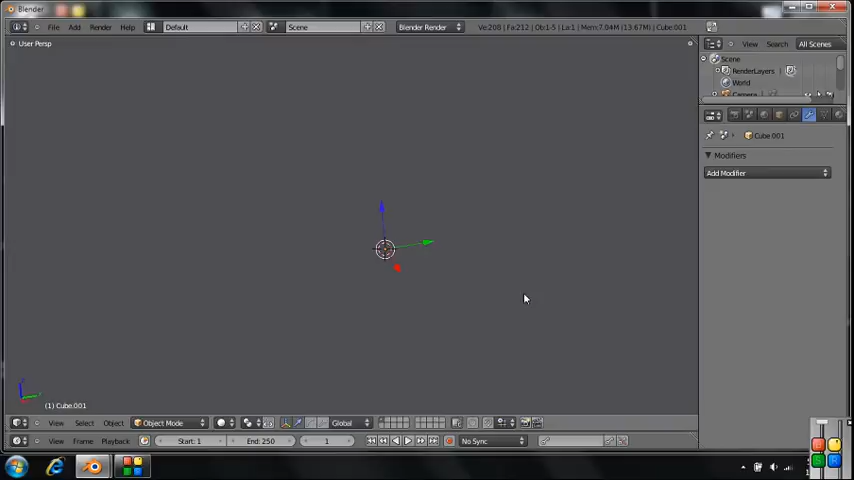 Blender
File Add Render Help Default Scene Blender Render Ve:208 | Fa:212 | Ob:1-5 | La:1 | Mem:7.04M (13.67M) | Cube.001
User Persp
View Search All Scenes
Scene
RenderLayers
World
Camera
Cube.001
Modifiers
Add Modifier
(1) Cube.001
View Select Object Object Mode Global
View Frame Playback Start: 1 End: 250 1 No Sync